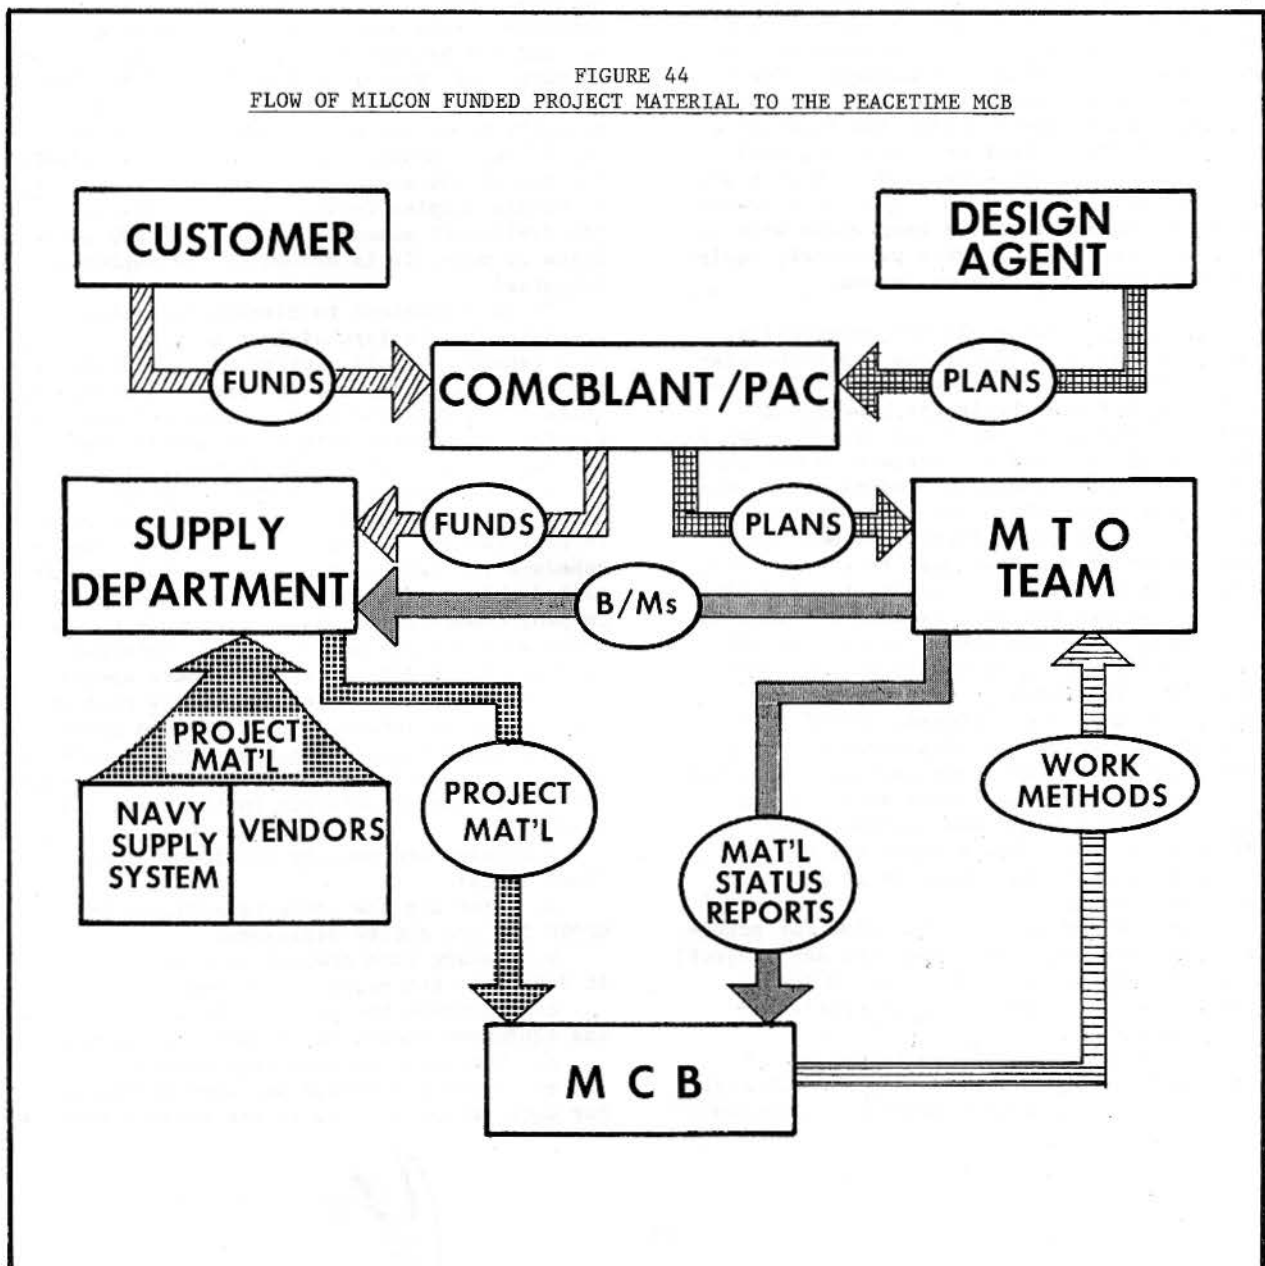 FIGURE 44
FLOW OF MILCON FUNDED PROJECT MATERIAL TO THE PEACETIME MCB
CUSTOMER
DESIGN
AGENT
FUNDS
COMCBLANT/PAC
PLANS
SUPPLY
DEPARTMENT
FUNDS
PLANS
M T O
TEAM
B/Ms
PROJECT
MAT'L
NAVY
SUPPLY
SYSTEM
VENDORS
PROJECT
MAT'L
MAT'L
STATUS
REPORTS
WORK
METHODS
M C B